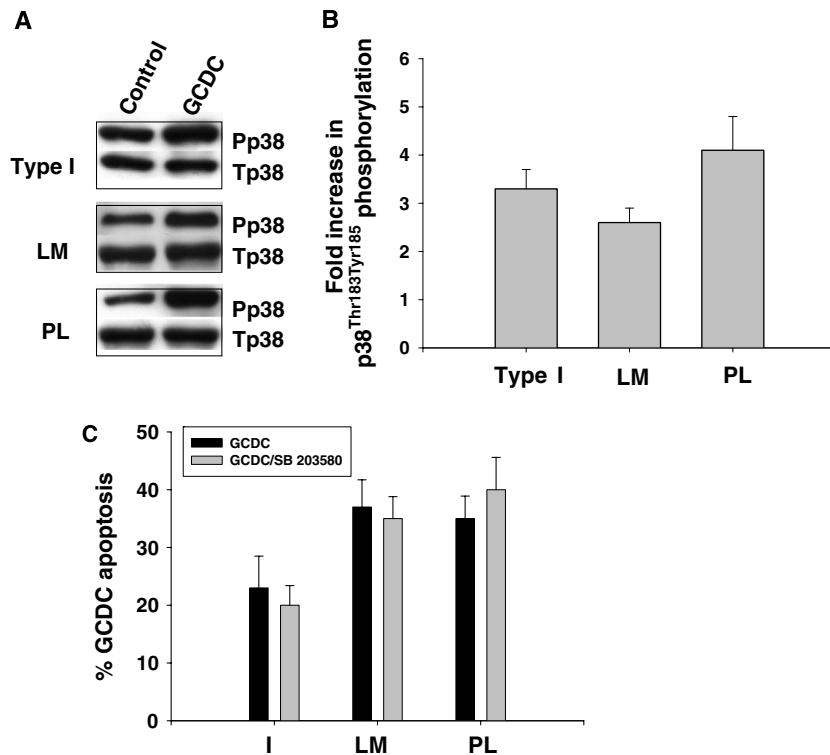 A
Control
GCDC
Type I
Pp38
Tp38
LM
Pp38
Tp38
PL
Pp38
Tp38
B
Fold increase in
p38Thr183Tyr185 phosphorylation
6
5
4
3
2
1
0
Type I
LM
PL
C
% GCDC apoptosis
50
40
30
20
10
0
GCDC
GCDC/SB 203580
I
LM
PL